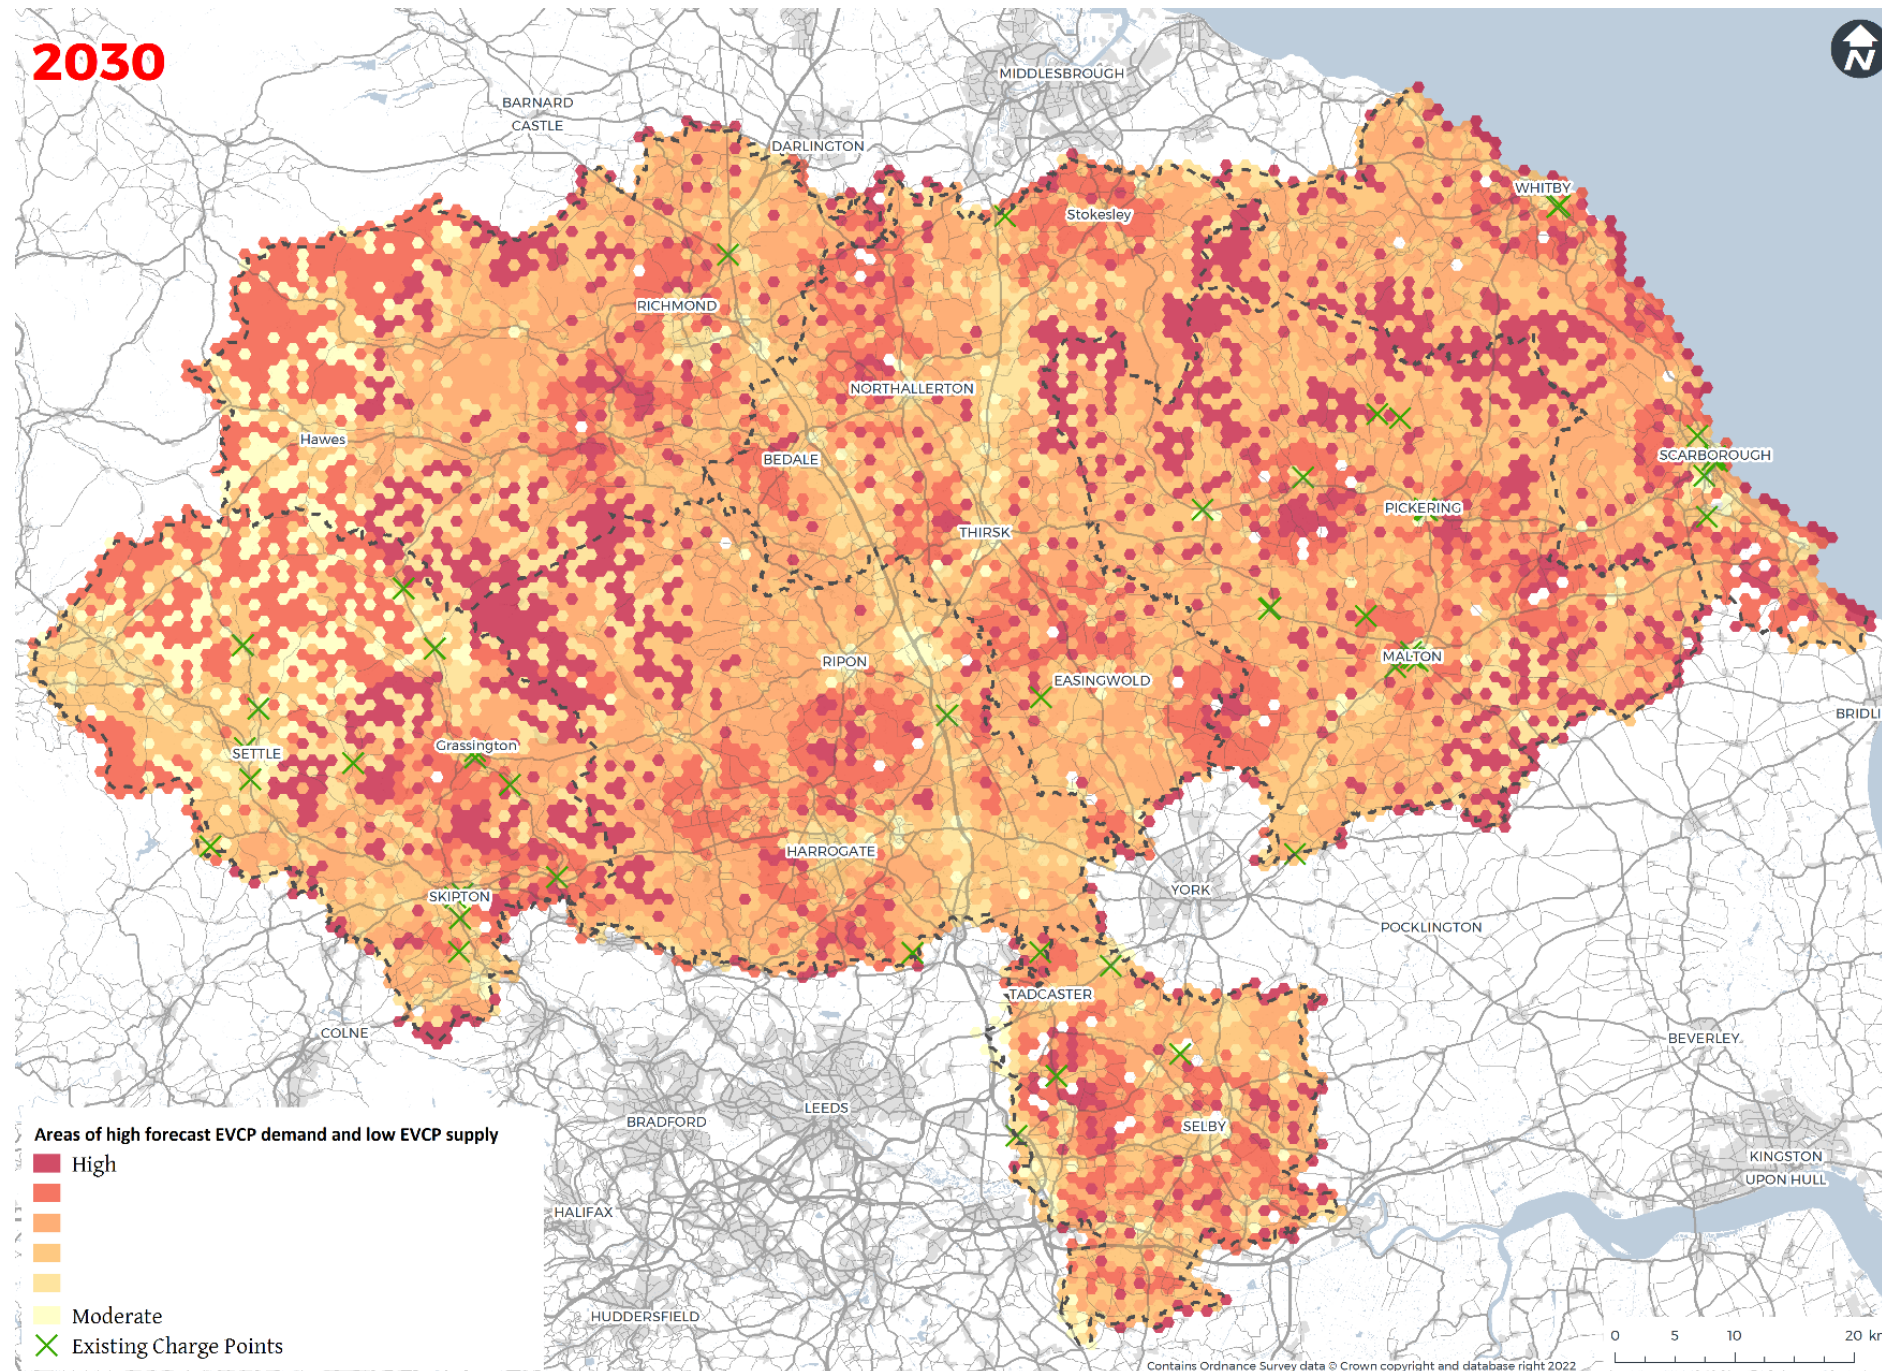 2030
N
MIDDLESBROUGH
BARNARD
CASTLE
DARLINGTON
WHITBY
Stokesley
RICHMOND
NORTHALLERTON
Hawes
BEDALE
SCARBOROUGH
PICKERING
THIRSK
RIPON
MALTON
EASINGWOLD
BRIDLI
SETTLE
Grassington
HARROGATE
YORK
SKIPTON
POCKLINGTON
TADCASTER
COLNE
BEVERLEY
LEEDS
BRADFORD
SELBY
KINGSTON
UPON HULL
HALIFAX
HUDDERSFIELD
Areas of high forecast EVCP demand and low EVCP supply
High
Moderate
Existing Charge Points
0 5 10 20 km
Contains Ordnance Survey data © Crown copyright and database right 2022